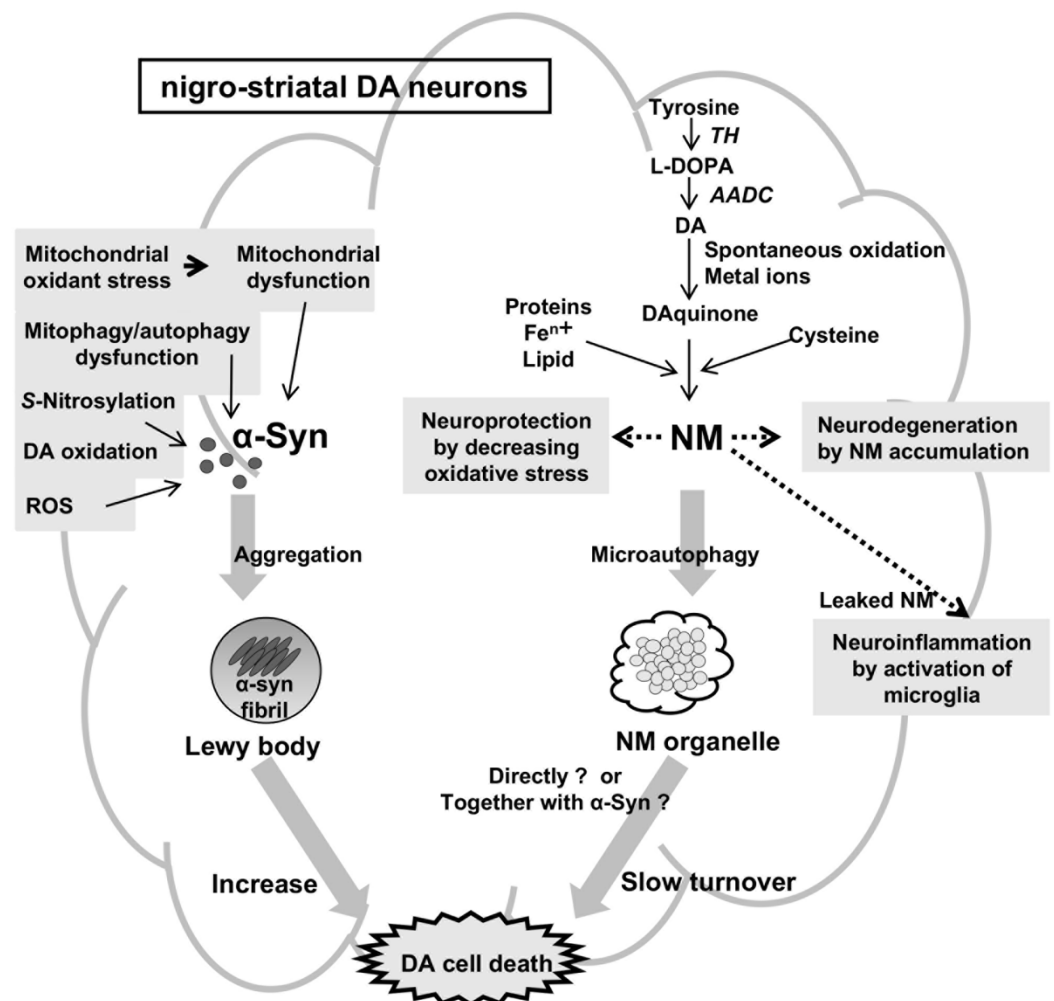 nigro-striatal DA neurons
Tyrosine
TH
L-DOPA
AADC
DA
Spontaneous oxidation
Metal ions
DAquinone
Proteins
Feⁿ⁺
Lipid
Cysteine
Mitochondrial
oxidant stress
Mitochondrial
dysfunction
Mitophagy/autophagy
dysfunction
S-Nitrosylation
DA oxidation
ROS
α-Syn
Neuroprotection
by decreasing
oxidative stress
NM
Neurodegeneration
by NM accumulation
Aggregation
Microautophagy
Leaked NM
Neuroinflammation
by activation of
microglia
α-syn
fibril
Lewy body
NM organelle
Directly ? or
Together with α-Syn ?
Increase
Slow turnover
DA cell death